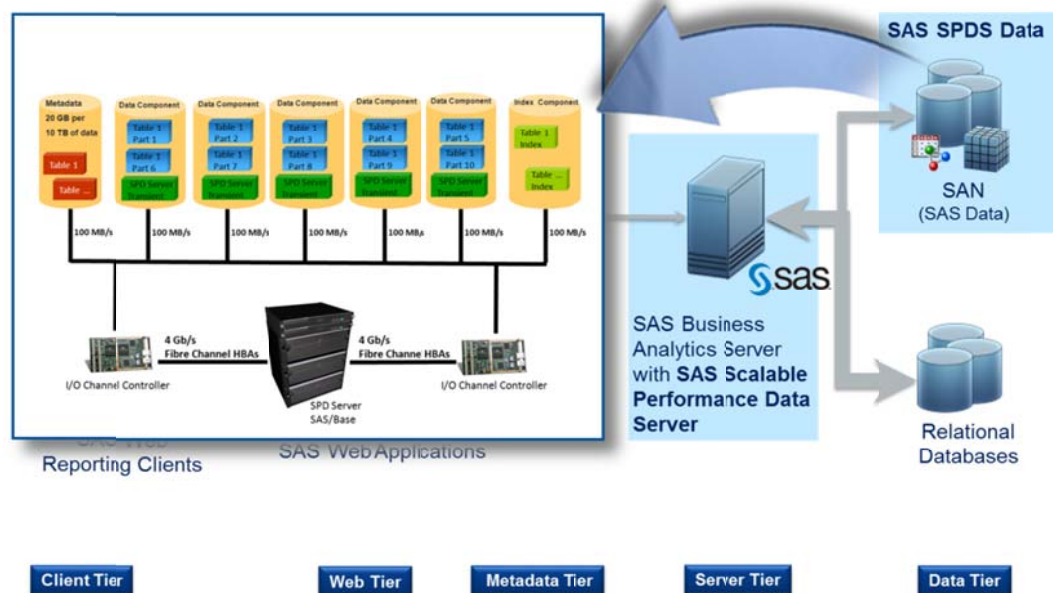 SAS SPDS Data
Metadata
20 GB per
10 TB of data
Table 1
Table ...
Data Component
Table 1
Part 1
Table 1
Part 6
SPD Server
Transient
Data Component
Table 1
Part 2
Table 1
Part 7
SPD Server
Transient
Data Component
Table 1
Part 3
Table 1
Part 8
SPD Server
Transient
Data Component
Table 1
Part 4
Table 1
Part 9
SPD Server
Transient
Data Component
Table 1
Part 5
Table 1
Part 10
SPD Server
Transient
Index Component
Table 1
Index
Table ...
Index
100 MB/s
100 MB/s
100 MB/s
100 MB/s
100 MB/s
100 MB/s
100 MB/s
4 Gb/s
Fibre Channel HBAs
4 Gb/s
Fibre Channe HBAs
I/O Channel Controller
I/O Channel Controller
SPD Server
SAS/Base
SAN
(SAS Data)
sas
SAS Business
Analytics Server
with SAS Scalable
Performance Data
Server
Relational
Databases
SAS Web
Reporting Clients
SAS Web Applications
Client Tier
Web Tier
Metadata Tier
Server Tier
Data Tier